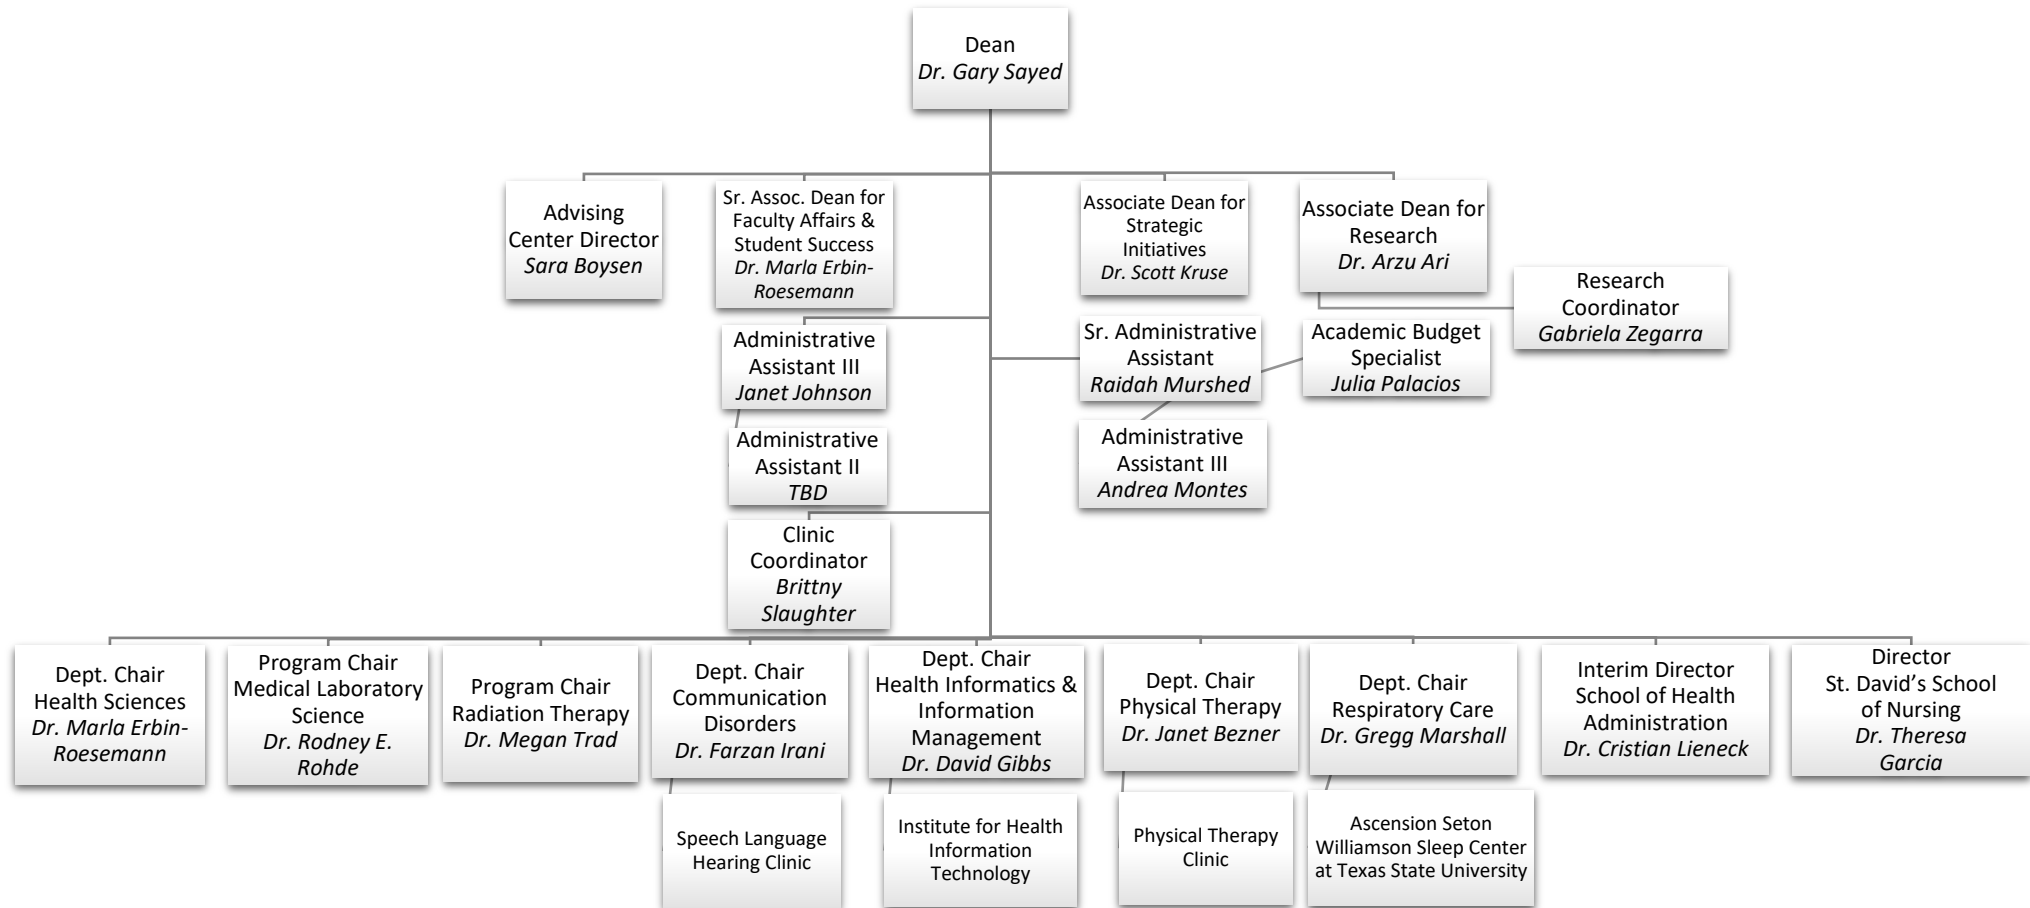 Dean
Dr. Gary Sayed
Advising
Center Director
Sara Boysen
Sr. Assoc. Dean for
Faculty Affairs &
Student Success
Dr. Marla Erbin-
Roesemann
Associate Dean for
Strategic
Initiatives
Dr. Scott Kruse
Associate Dean for
Research
Dr. Arzu Ari
Research
Coordinator
Gabriela Zegarra
Administrative
Assistant III
Janet Johnson
Sr. Administrative
Assistant
Raidah Murshed
Academic Budget
Specialist
Julia Palacios
Administrative
Assistant II
TBD
Administrative
Assistant III
Andrea Montes
Clinic
Coordinator
Brittny
Slaughter
Dept. Chair
Health Sciences
Dr. Marla Erbin-
Roesemann
Program Chair
Medical Laboratory
Science
Dr. Rodney E.
Rohde
Program Chair
Radiation Therapy
Dr. Megan Trad
Dept. Chair
Communication
Disorders
Dr. Farzan Irani
Dept. Chair
Health Informatics &
Information
Management
Dr. David Gibbs
Dept. Chair
Physical Therapy
Dr. Janet Bezner
Dept. Chair
Respiratory Care
Dr. Gregg Marshall
Interim Director
School of Health
Administration
Dr. Cristian Lieneck
Director
St. David’s School
of Nursing
Dr. Theresa
Garcia
Speech Language
Hearing Clinic
Institute for Health
Information
Technology
Physical Therapy
Clinic
Ascension Seton
Williamson Sleep Center
at Texas State University